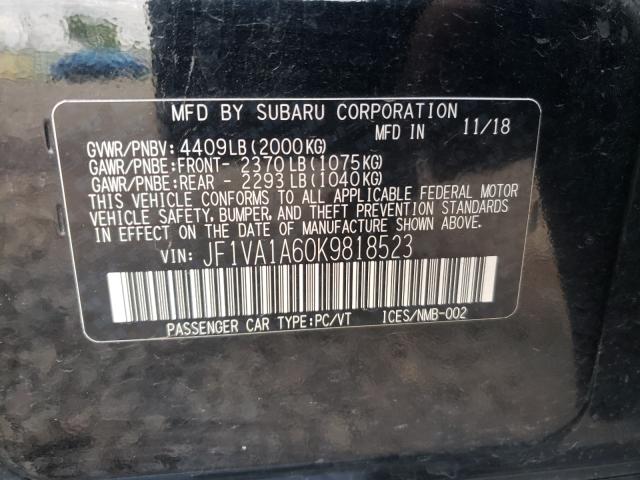 MFD BY SUBARU CORPORATION
MFD IN 11/18
GVWR/PNBV: 4409LB(2000KG)
GAWR/PNBE:FRONT- 2370LB(1075KG)
GAWR/PNBE:REAR - 2293LB(1040KG)
THIS VEHICLE CONFORMS TO ALL APPLICABLE FEDERAL MOTOR
VEHICLE SAFETY, BUMPER, AND THEFT PREVENTION STANDARDS
IN EFFECT ON THE DATE OF MANUFACTURE SHOWN ABOVE.
VIN: JF1VA1A60K9818523
PASSENGER CAR TYPE:PC/VT ICES/NMB-002